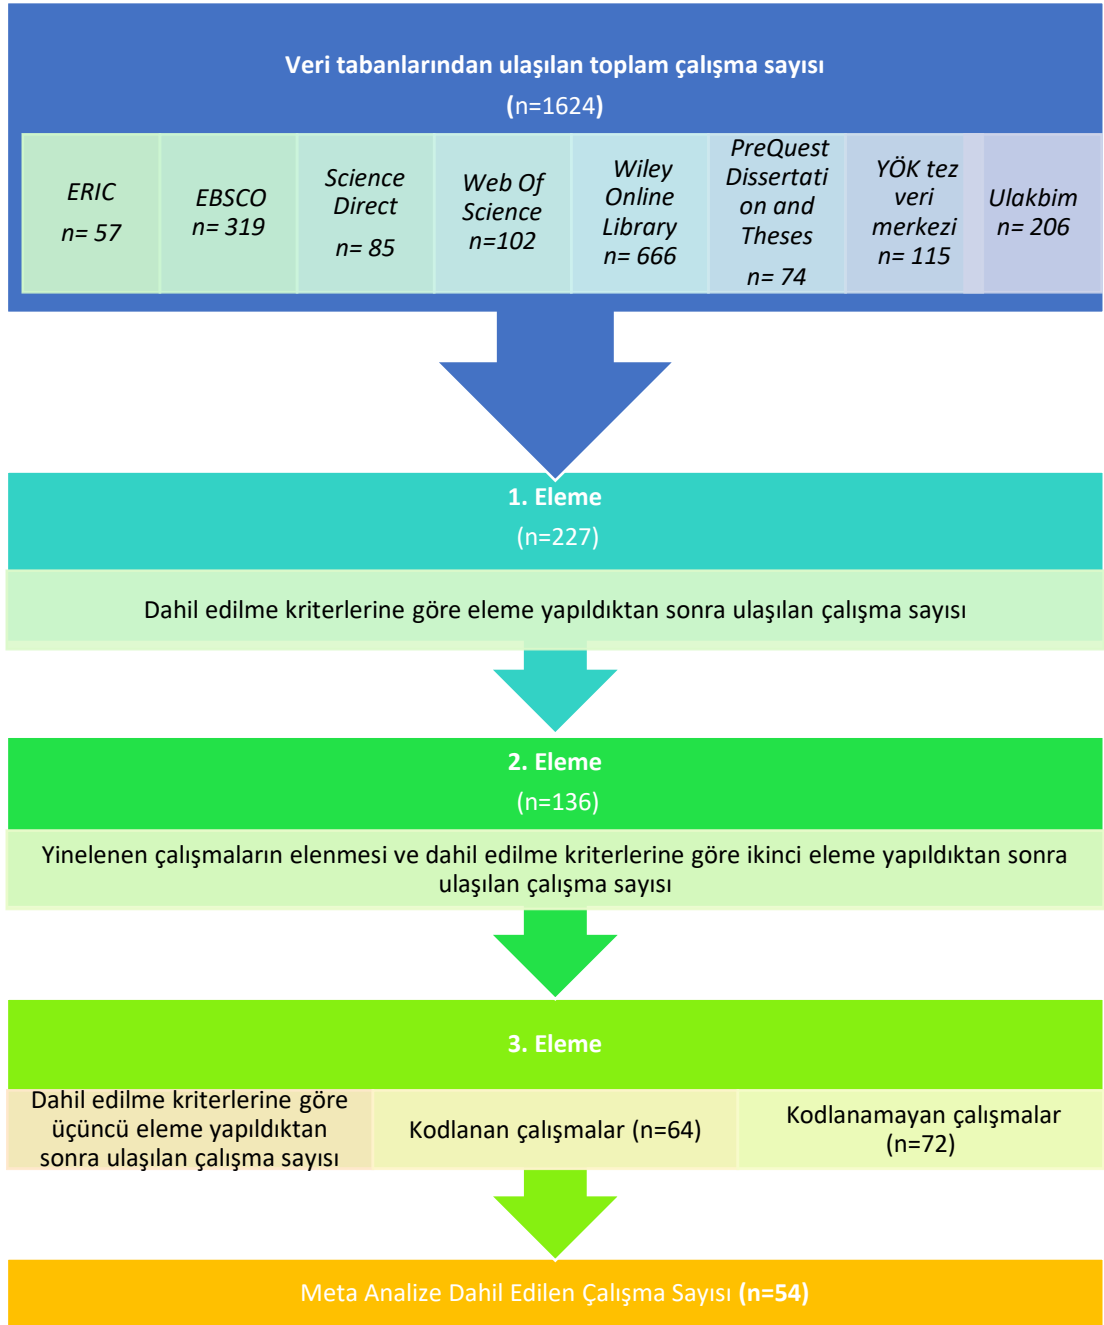 Veri tabanlarından ulaşılan toplam çalışma sayısı
(n=1624)
ERIC
n= 57
EBSCO
n= 319
Science
Direct
n= 85
Web Of
Science
n=102
Wiley
Online
Library
n= 666
PreQuest
Dissertati
on and
Theses
n= 74
YÖK tez
veri
merkezi
n= 115
Ulakbim
n= 206
1. Eleme
(n=227)
Dahil edilme kriterlerine göre eleme yapıldıktan sonra ulaşılan çalışma sayısı
2. Eleme
(n=136)
Yinelenen çalışmaların elenmesi ve dahil edilme kriterlerine göre ikinci eleme yapıldıktan sonra
ulaşılan çalışma sayısı
3. Eleme
Dahil edilme kriterlerine göre
üçüncü eleme yapıldıktan
sonra ulaşılan çalışma sayısı
Kodlanan çalışmalar (n=64)
Kodlanamayan çalışmalar
(n=72)
Meta Analize Dahil Edilen Çalışma Sayısı (n=54)